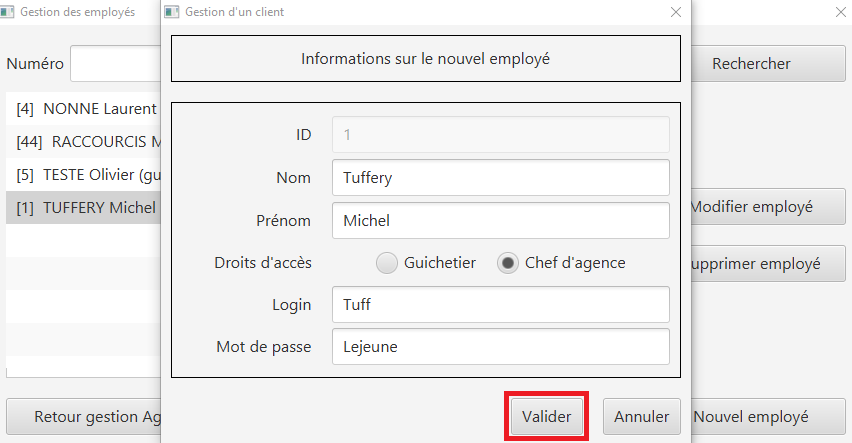 Gestion des employés
Gestion d'un client
Informations sur le nouvel employé
Numéro
Rechercher
[4] NONNE Laurent
[44] RACCOURCIS M
[5] TESTE Olivier (gu
[1] TUFFERY Michel
ID 1
Nom Tuffery
Prénom Michel
Droits d'accès Guichetier Chef d'agence
Login Tuff
Mot de passe Lejeune
Modifier employé
upprimer employé
Retour gestion Ag
Valider
Annuler
Nouvel employé